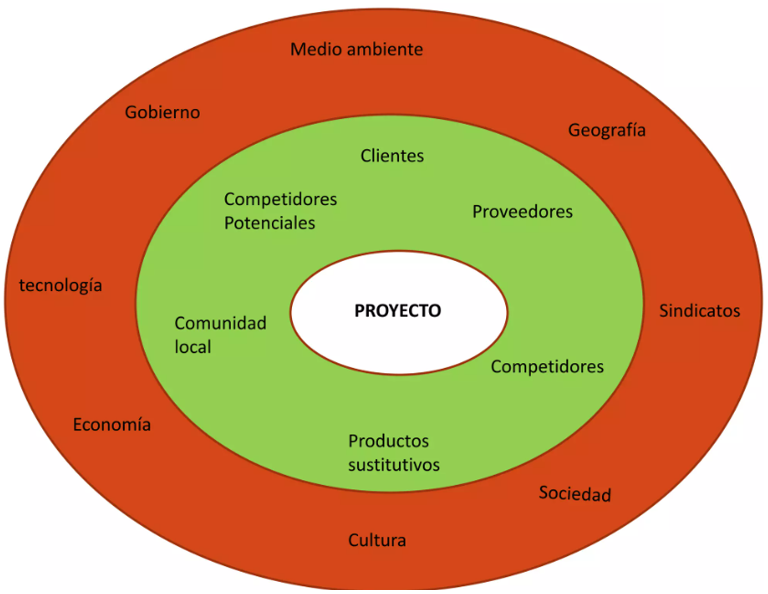 Medio ambiente
Gobierno
Geografía
Clientes
Competidores
Potenciales
Proveedores
tecnología
PROYECTO
Sindicatos
Comunidad
local
Competidores
Economía
Productos
sustitutivos
Sociedad
Cultura